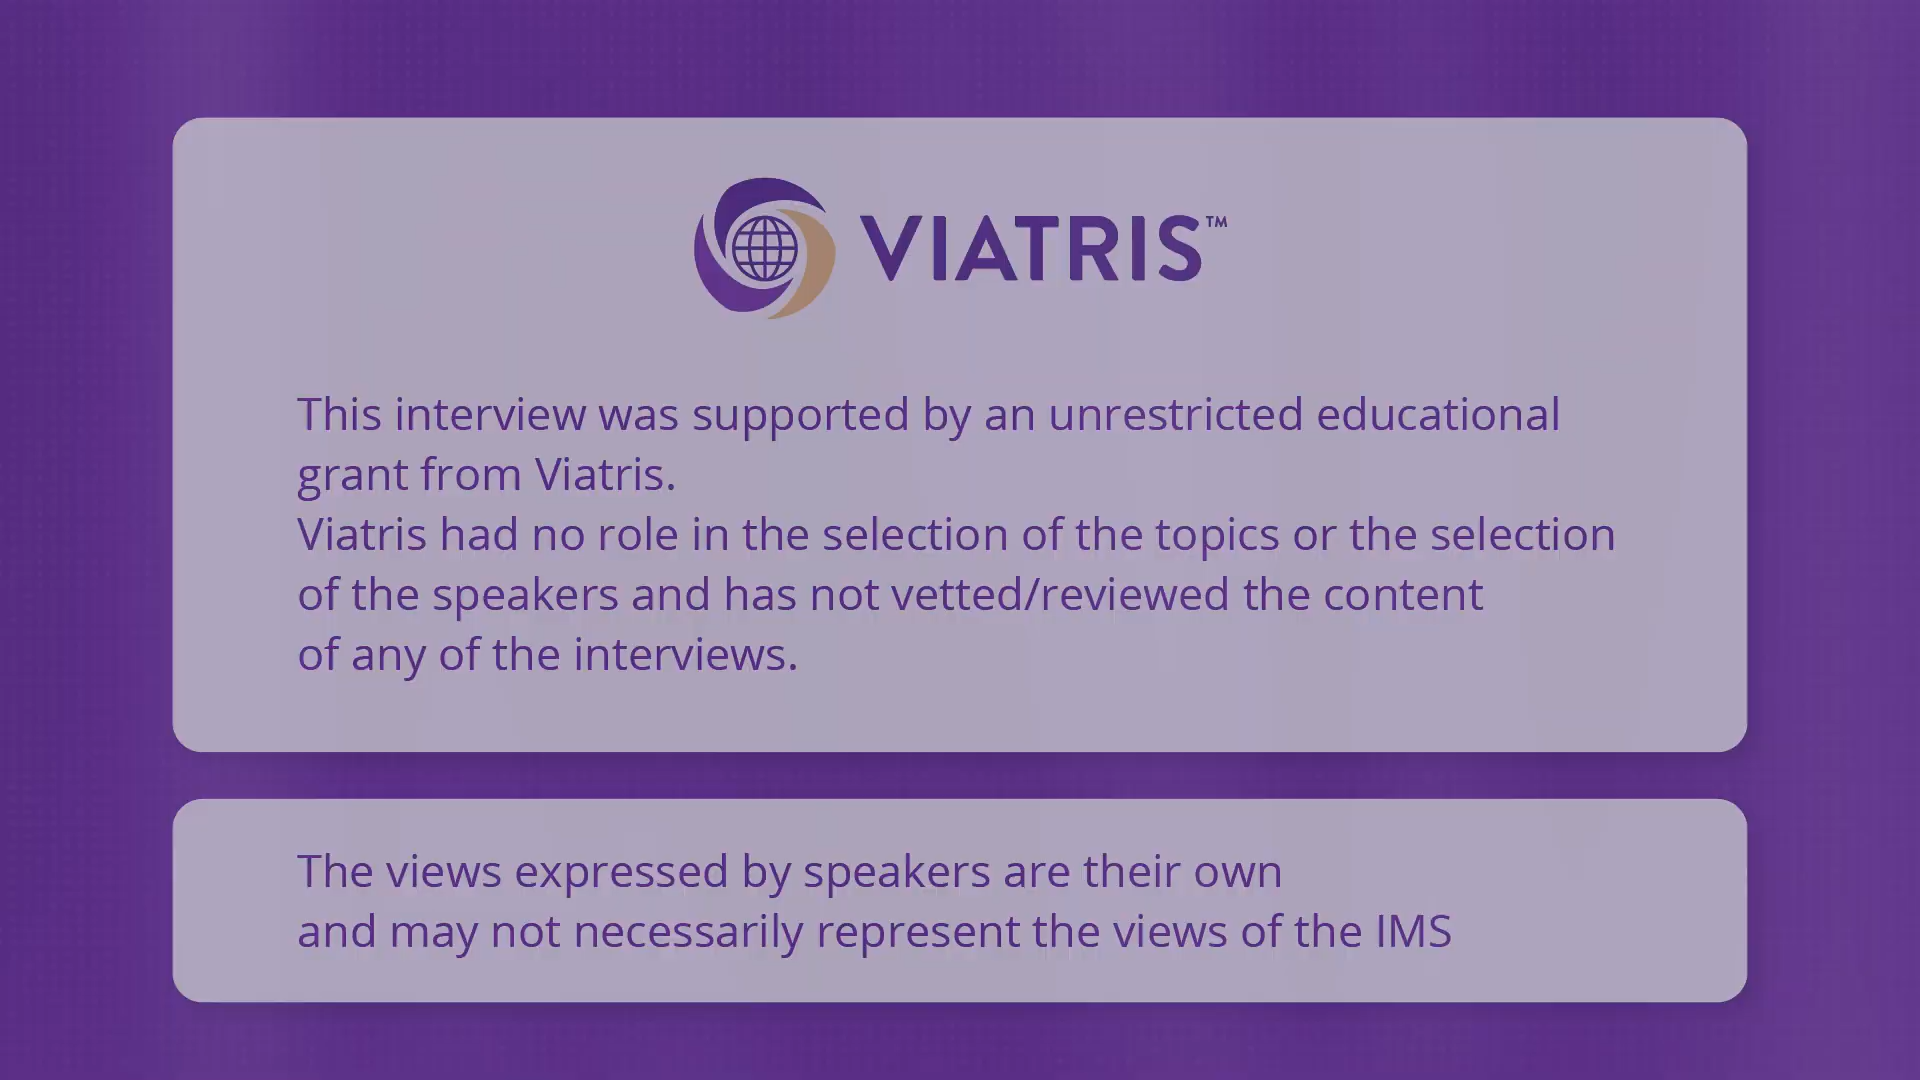 VIATRIS™
This interview was supported by an unrestricted educational
grant from Viatris.
Viatris had no role in the selection of the topics or the selection
of the speakers and has not vetted/reviewed the content
of any of the interviews.
The views expressed by speakers are their own
and may not necessarily represent the views of the IMS